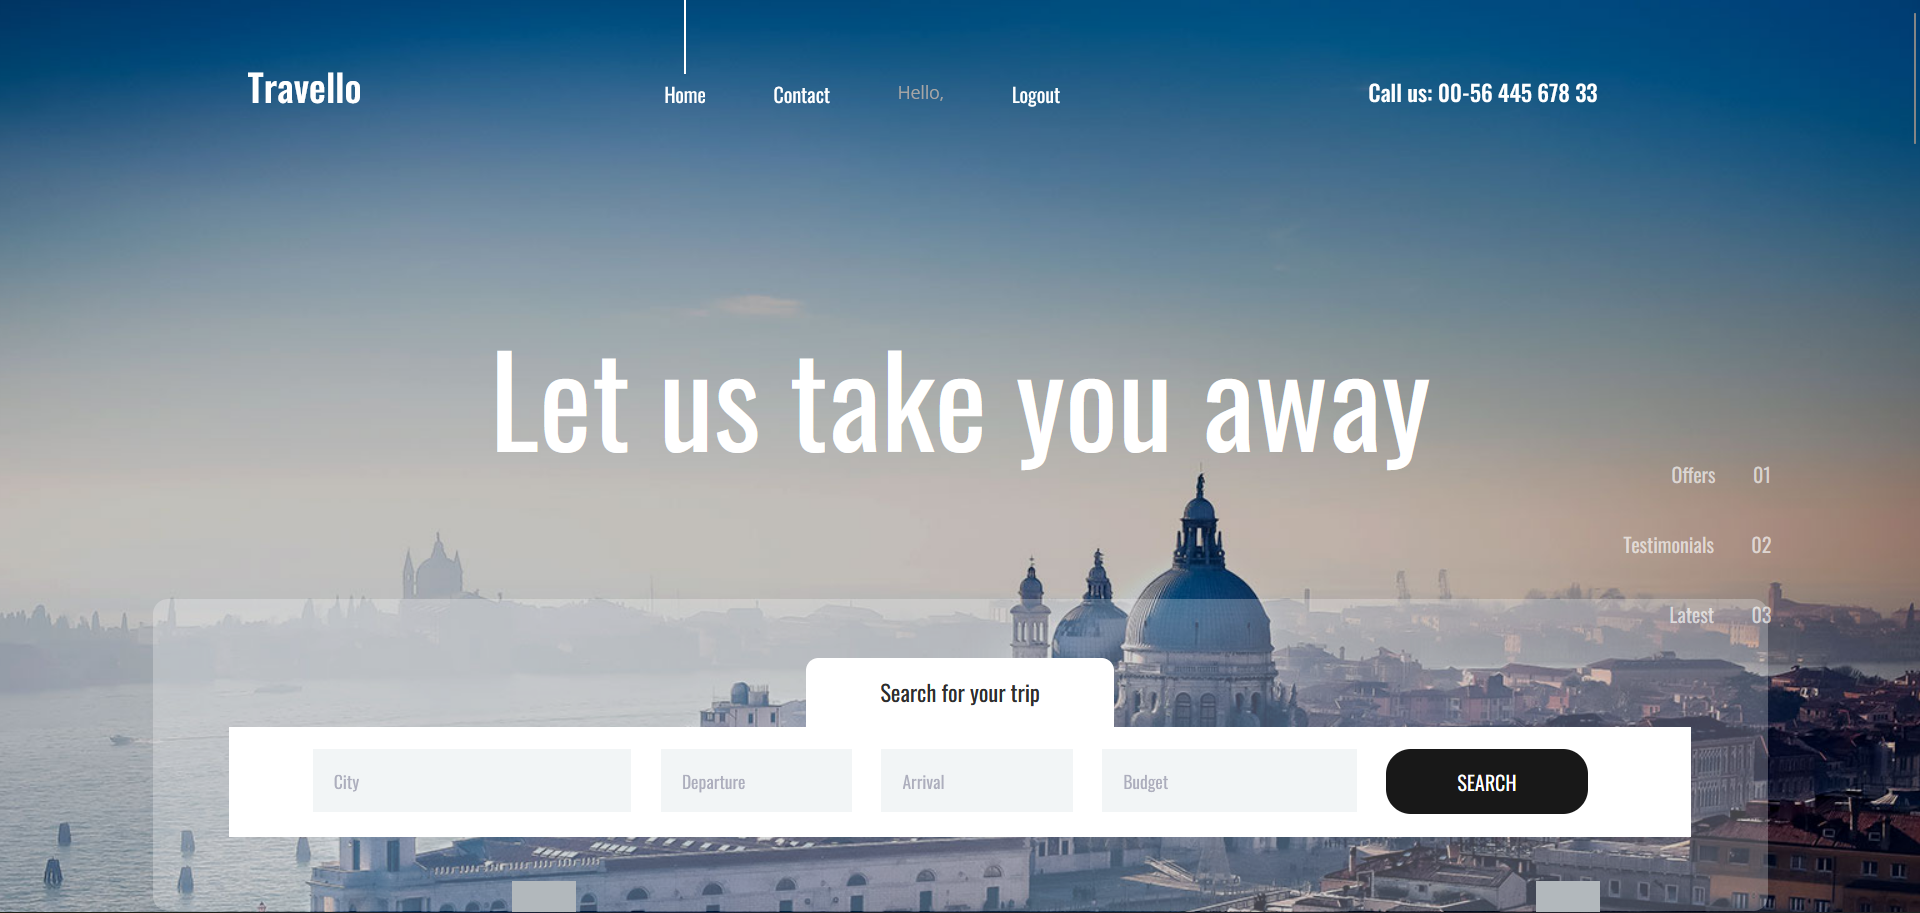 Travello
Home
Contact
Hello,
Logout
Call us: 00-56 445 678 33
Let us take you away
Offers 01
Testimonials 02
Latest 03
Search for your trip
City
Departure
Arrival
Budget
SEARCH